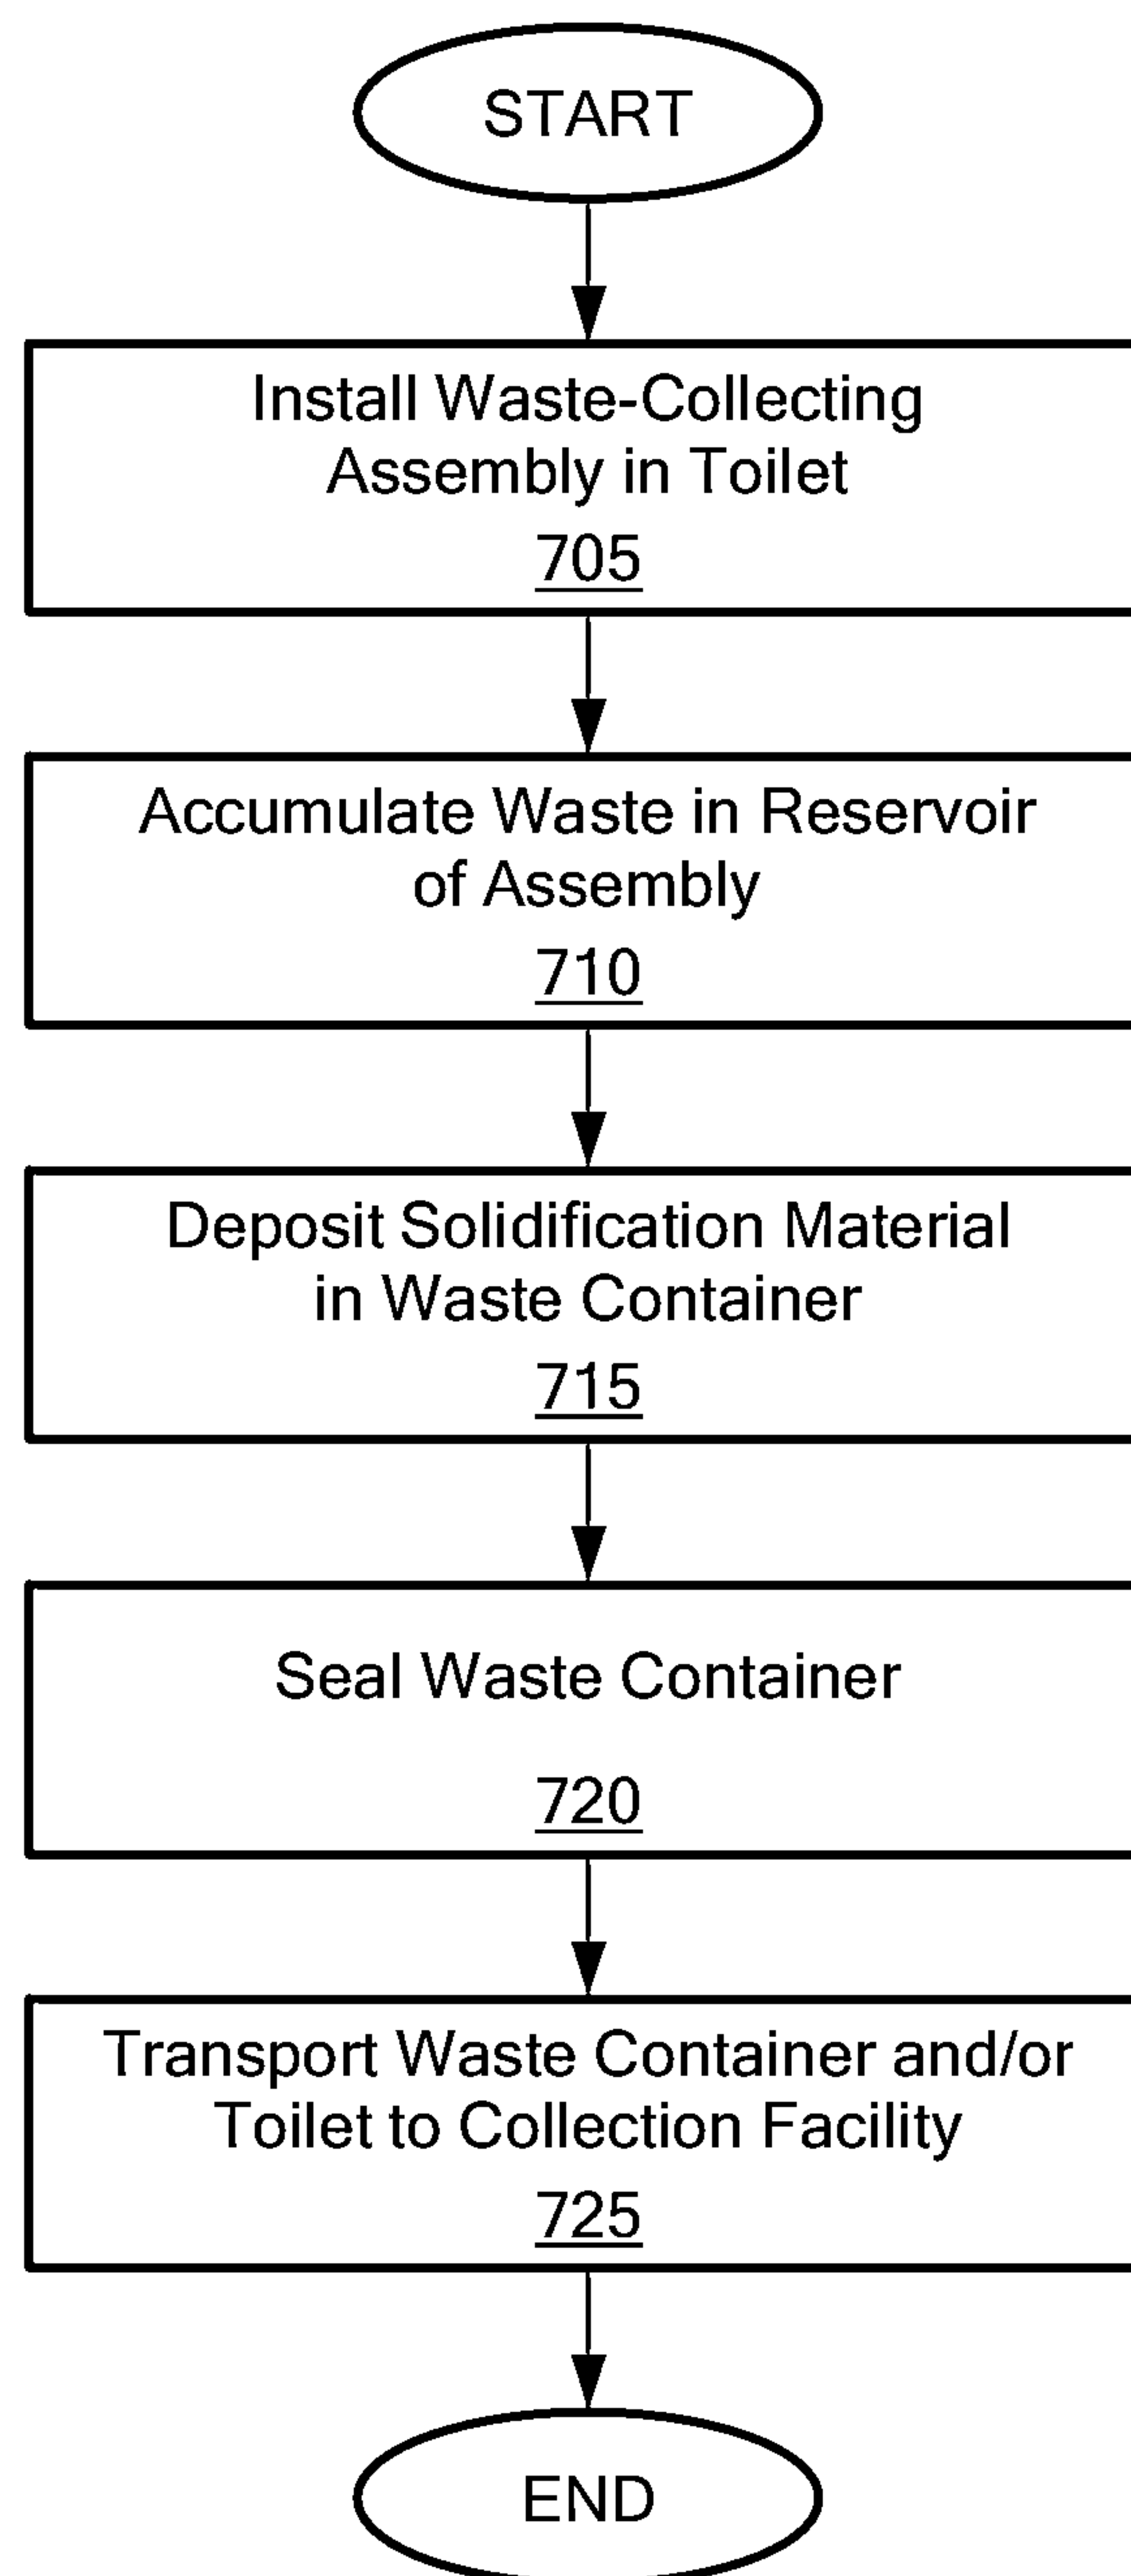 START
Install Waste-Collecting
Assembly in Toilet
705
Accumulate Waste in Reservoir
of Assembly
710
Deposit Solidification Material
in Waste Container
715
Seal Waste Container
720
Transport Waste Container and/or
Toilet to Collection Facility
725
END